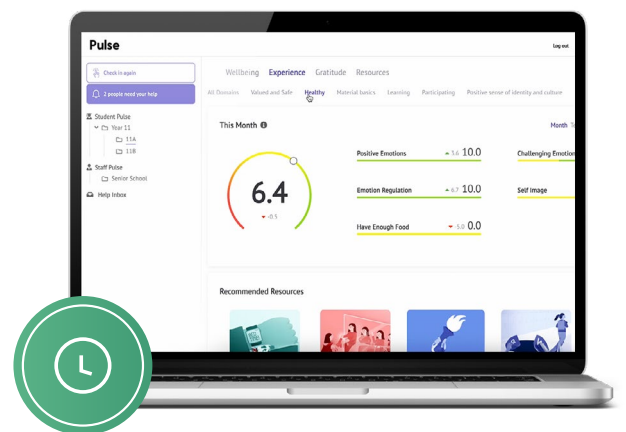 Pulse
Log out
Check in again
2 people need your help
Student Pulse
Year 11
11A
11B
Staff Pulse
Senior School
Help Inbox
Wellbeing Experience Gratitude Resources
All Domains Valued and Safe Healthy Material basics Learning Participating Positive sense of identity and culture
This Month
Month
6.4
-0.5
Positive Emotions 10.0
Challenging Emotion
Emotion Regulation 10.0
Self Image
Have Enough Food -5.0 0.0
Recommended Resources